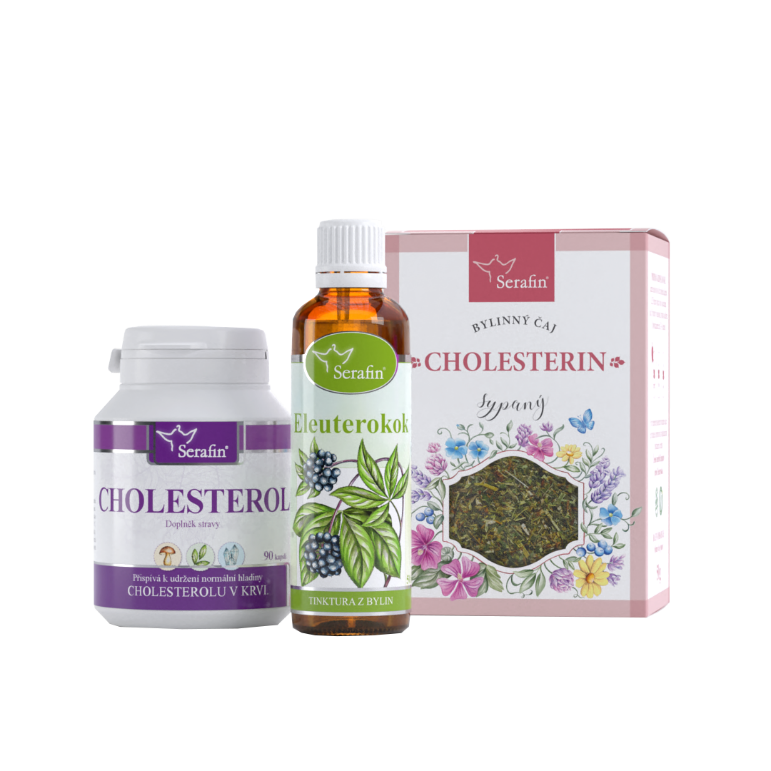 Serafin®
CHOLESTEROL
Doplněk stravy
90 kapslí
Přispívá k udržení normální hladiny
CHOLESTEROLU V KRVI.
Serafin®
Eleuterokok
TINKTURA Z BYLIN
Serafin®
BYLINNÝ ČAJ
CHOLESTERIN
Sypaný